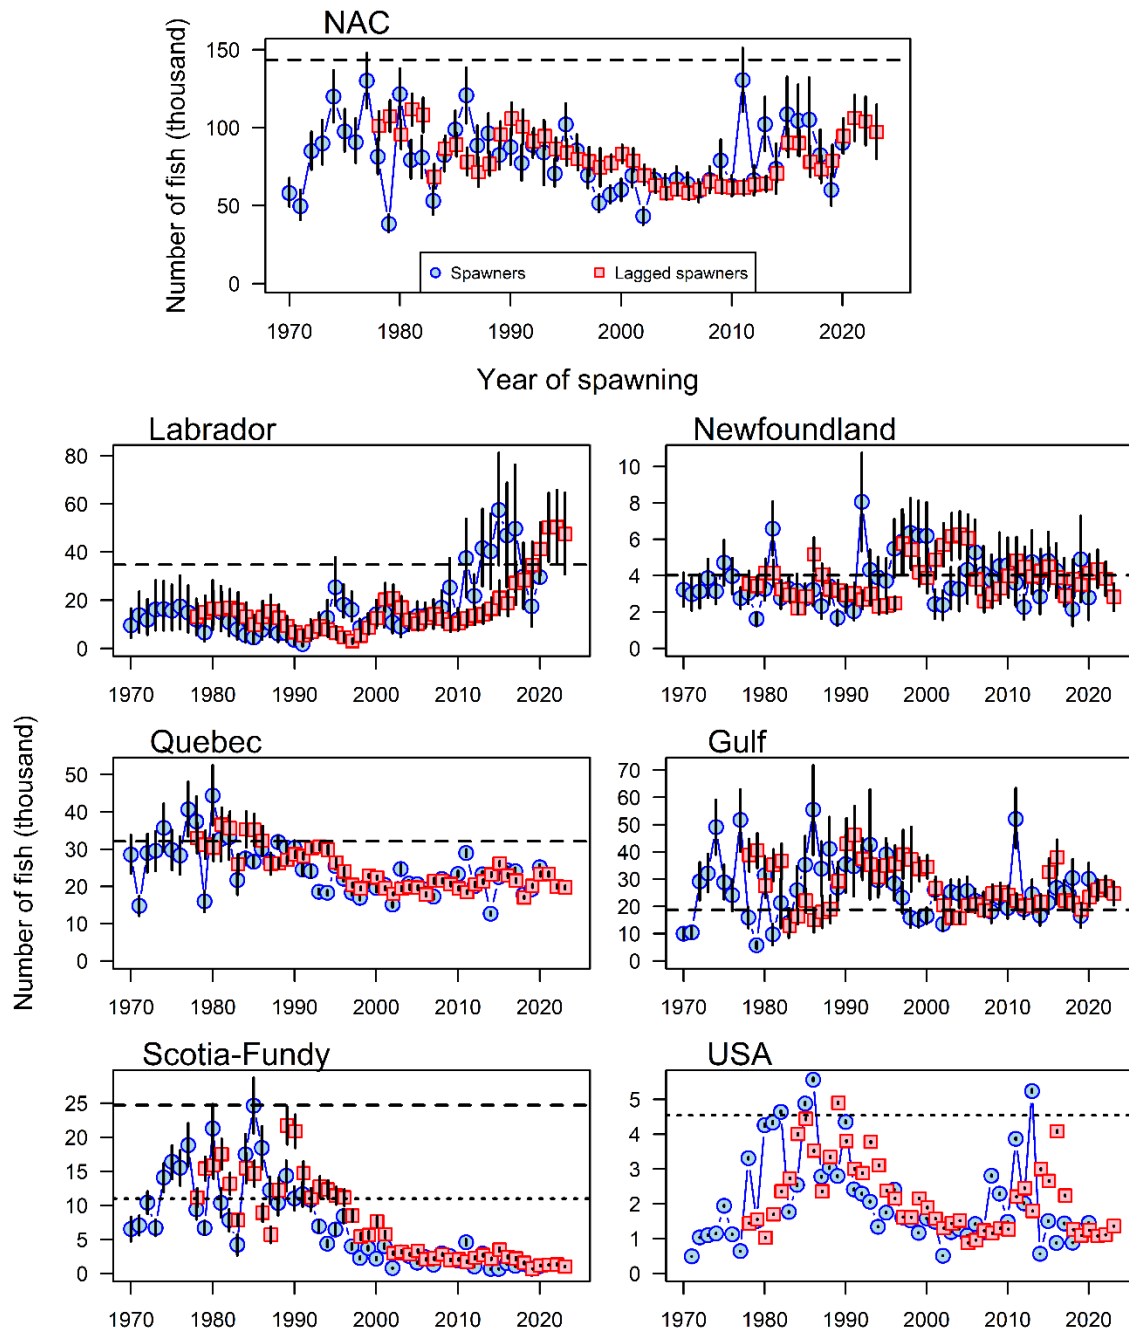 NAC
Number of fish (thousand)
150
100
50
0
Spawners Lagged spawners
1970 1980 1990 2000 2010 2020
Year of spawning
Labrador
80
60
40
20
0
1970 1980 1990 2000 2010 2020
Newfoundland
10
8
6
4
2
0
1970 1980 1990 2000 2010 2020
Number of fish (thousand)
Quebec
50
40
30
20
10
0
1970 1980 1990 2000 2010 2020
Gulf
70
60
50
40
30
20
10
0
1970 1980 1990 2000 2010 2020
Scotia-Fundy
25
20
15
10
5
0
1970 1980 1990 2000 2010 2020
USA
5
4
3
2
1
0
1970 1980 1990 2000 2010 2020